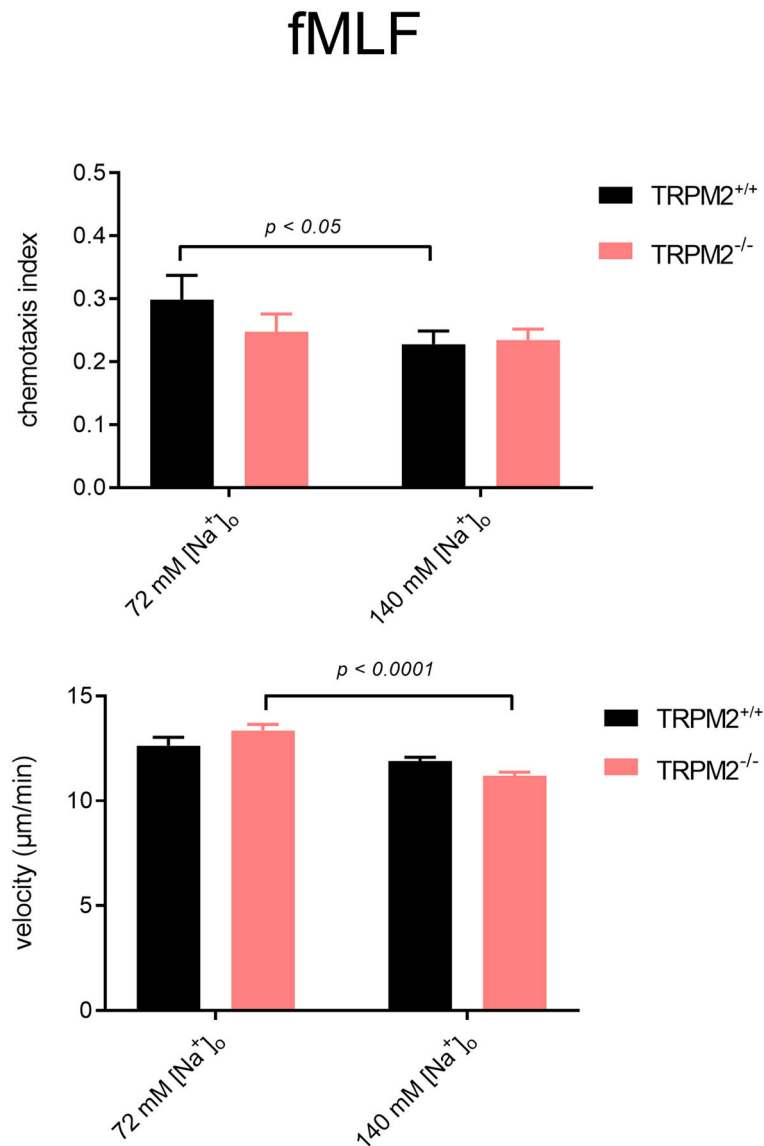 fMLF
0.5
0.4
0.3
0.2
0.1
0.0
chemotaxis index
p < 0.05
TRPM2+/+
TRPM2-/-
72 mM [Na+]o
140 mM [Na+]o
15
10
5
0
velocity (µm/min)
p < 0.0001
TRPM2+/+
TRPM2-/-
72 mM [Na+]o
140 mM [Na+]o